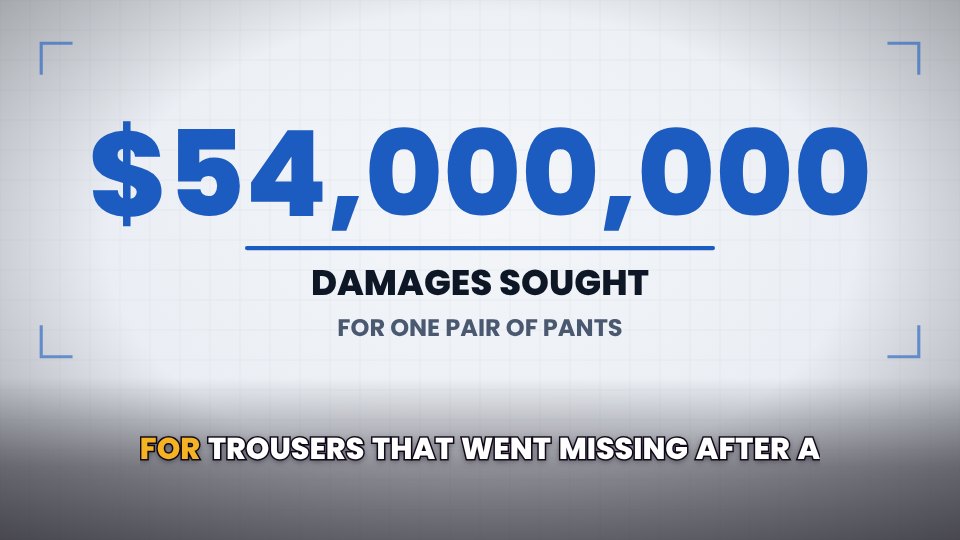 $54,000,000
DAMAGES SOUGHT
FOR ONE PAIR OF PANTS
FOR TROUSERS THAT WENT MISSING AFTER A